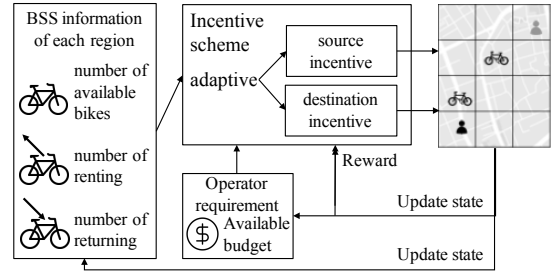 BSS information
of each region
number of
available
bikes
number of
renting
number of
returning
Incentive
scheme
adaptive
source
incentive
destination
incentive
Reward
Operator
requirement
$ Available
budget
Update state
Update state